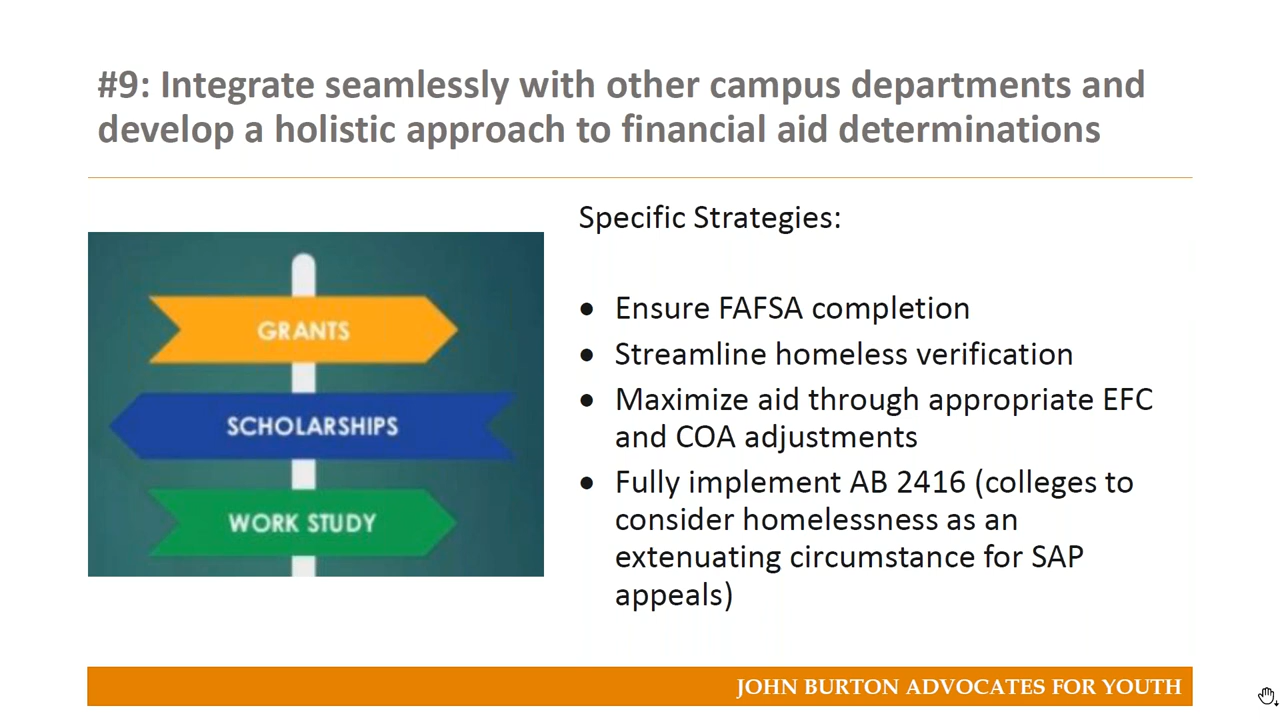 #9: Integrate seamlessly with other campus departments and
develop a holistic approach to financial aid determinations
GRANTS
SCHOLARSHIPS
WORK STUDY
Specific Strategies:
• Ensure FAFSA completion
• Streamline homeless verification
• Maximize aid through appropriate EFC
and COA adjustments
• Fully implement AB 2416 (colleges to
consider homelessness as an
extenuating circumstance for SAP
appeals)
JOHN BURTON ADVOCATES FOR YOUTH